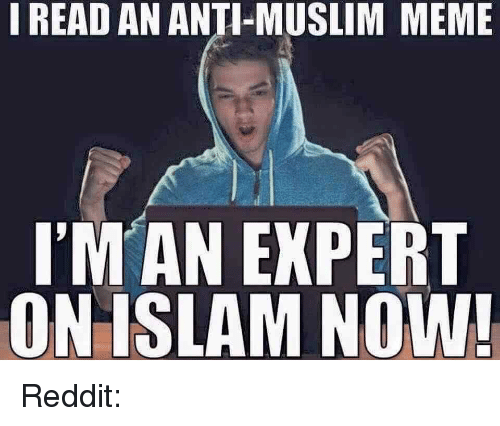 I READ AN ANTI-MUSLIM MEME
I'M AN EXPERT
ON ISLAM NOW!
Reddit: